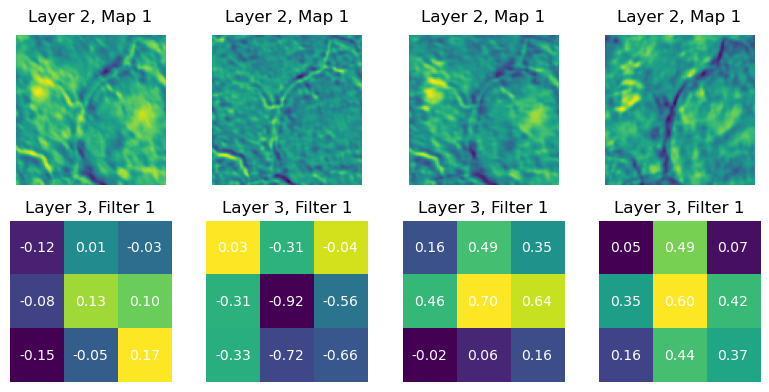 Layer 2, Map 1 Layer 2, Map 1 Layer 2, Map 1 Layer 2, Map 1
Layer 3, Filter 1 Layer 3, Filter 1 Layer 3, Filter 1 Layer 3, Filter 1
-0.12 0.01 -0.03 0.03 -0.31 -0.04 0.16 0.49 0.35 0.05 0.49 0.07
-0.08 0.13 0.10 -0.31 -0.92 -0.56 0.46 0.70 0.64 0.35 0.60 0.42
-0.15 -0.05 0.17 -0.33 -0.72 -0.66 -0.02 0.06 0.16 0.16 0.44 0.37